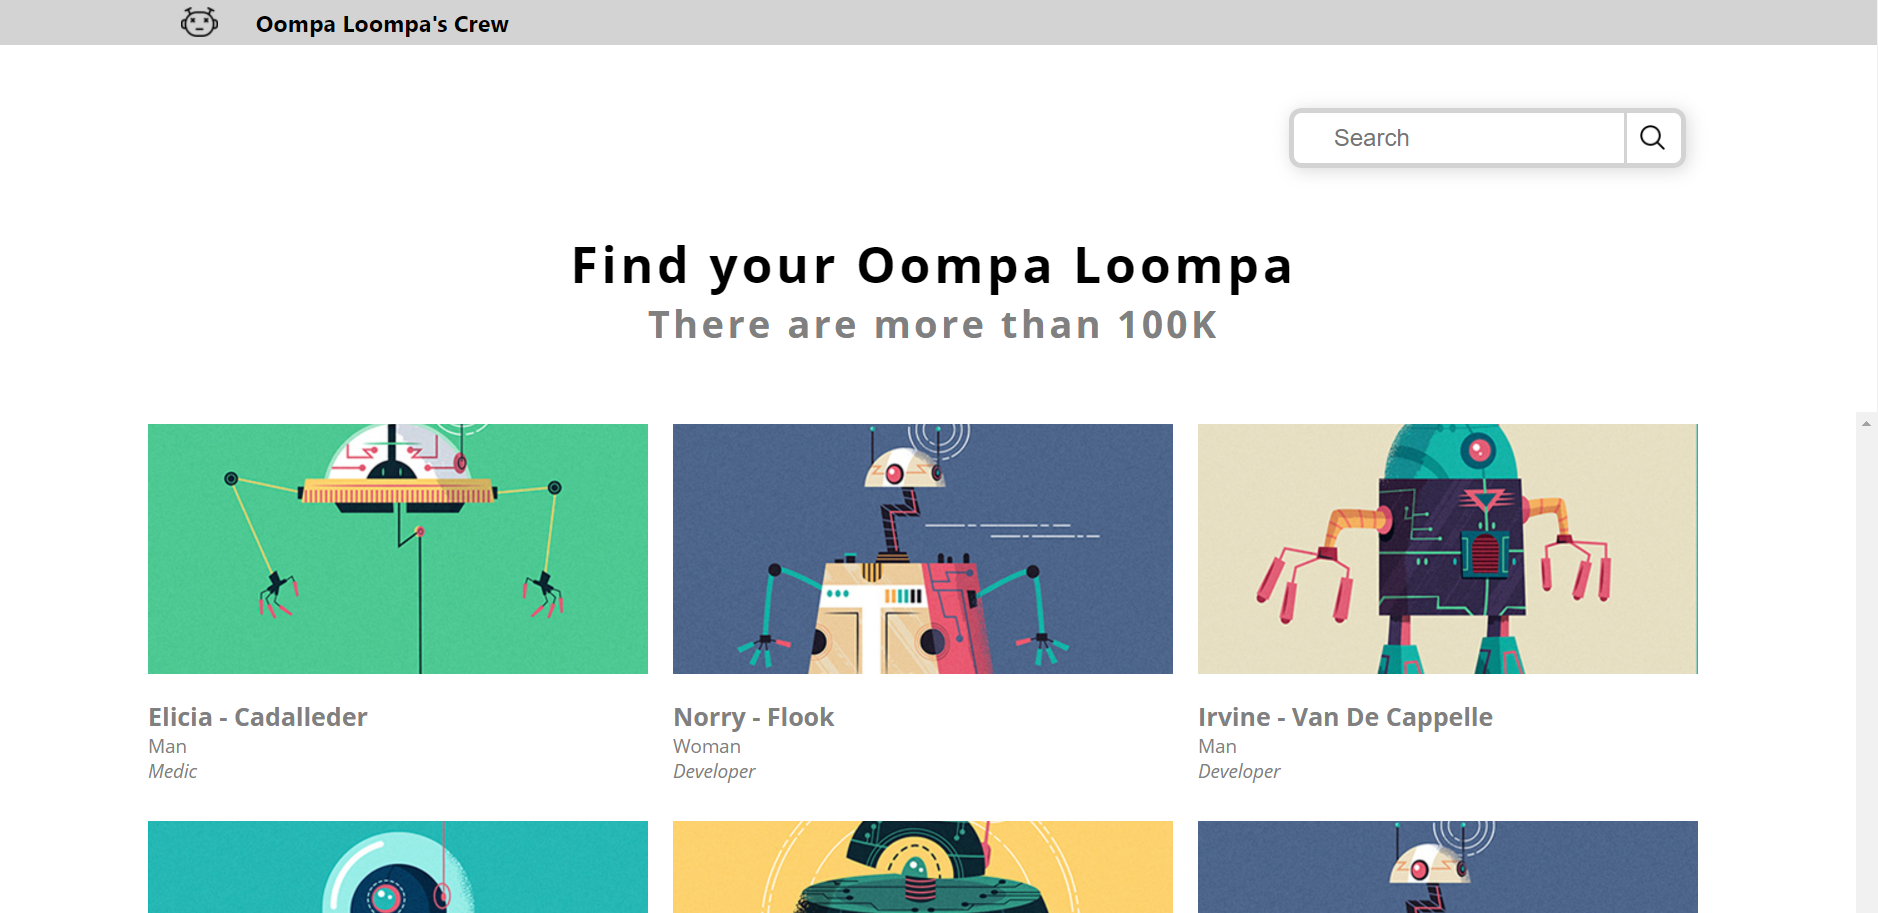 Oompa Loompa's Crew
Search
Find your Oompa Loompa
There are more than 100K
Elicia - Cadalleder
Man
Medic
Norry - Flook
Woman
Developer
Irvine - Van De Cappelle
Man
Developer